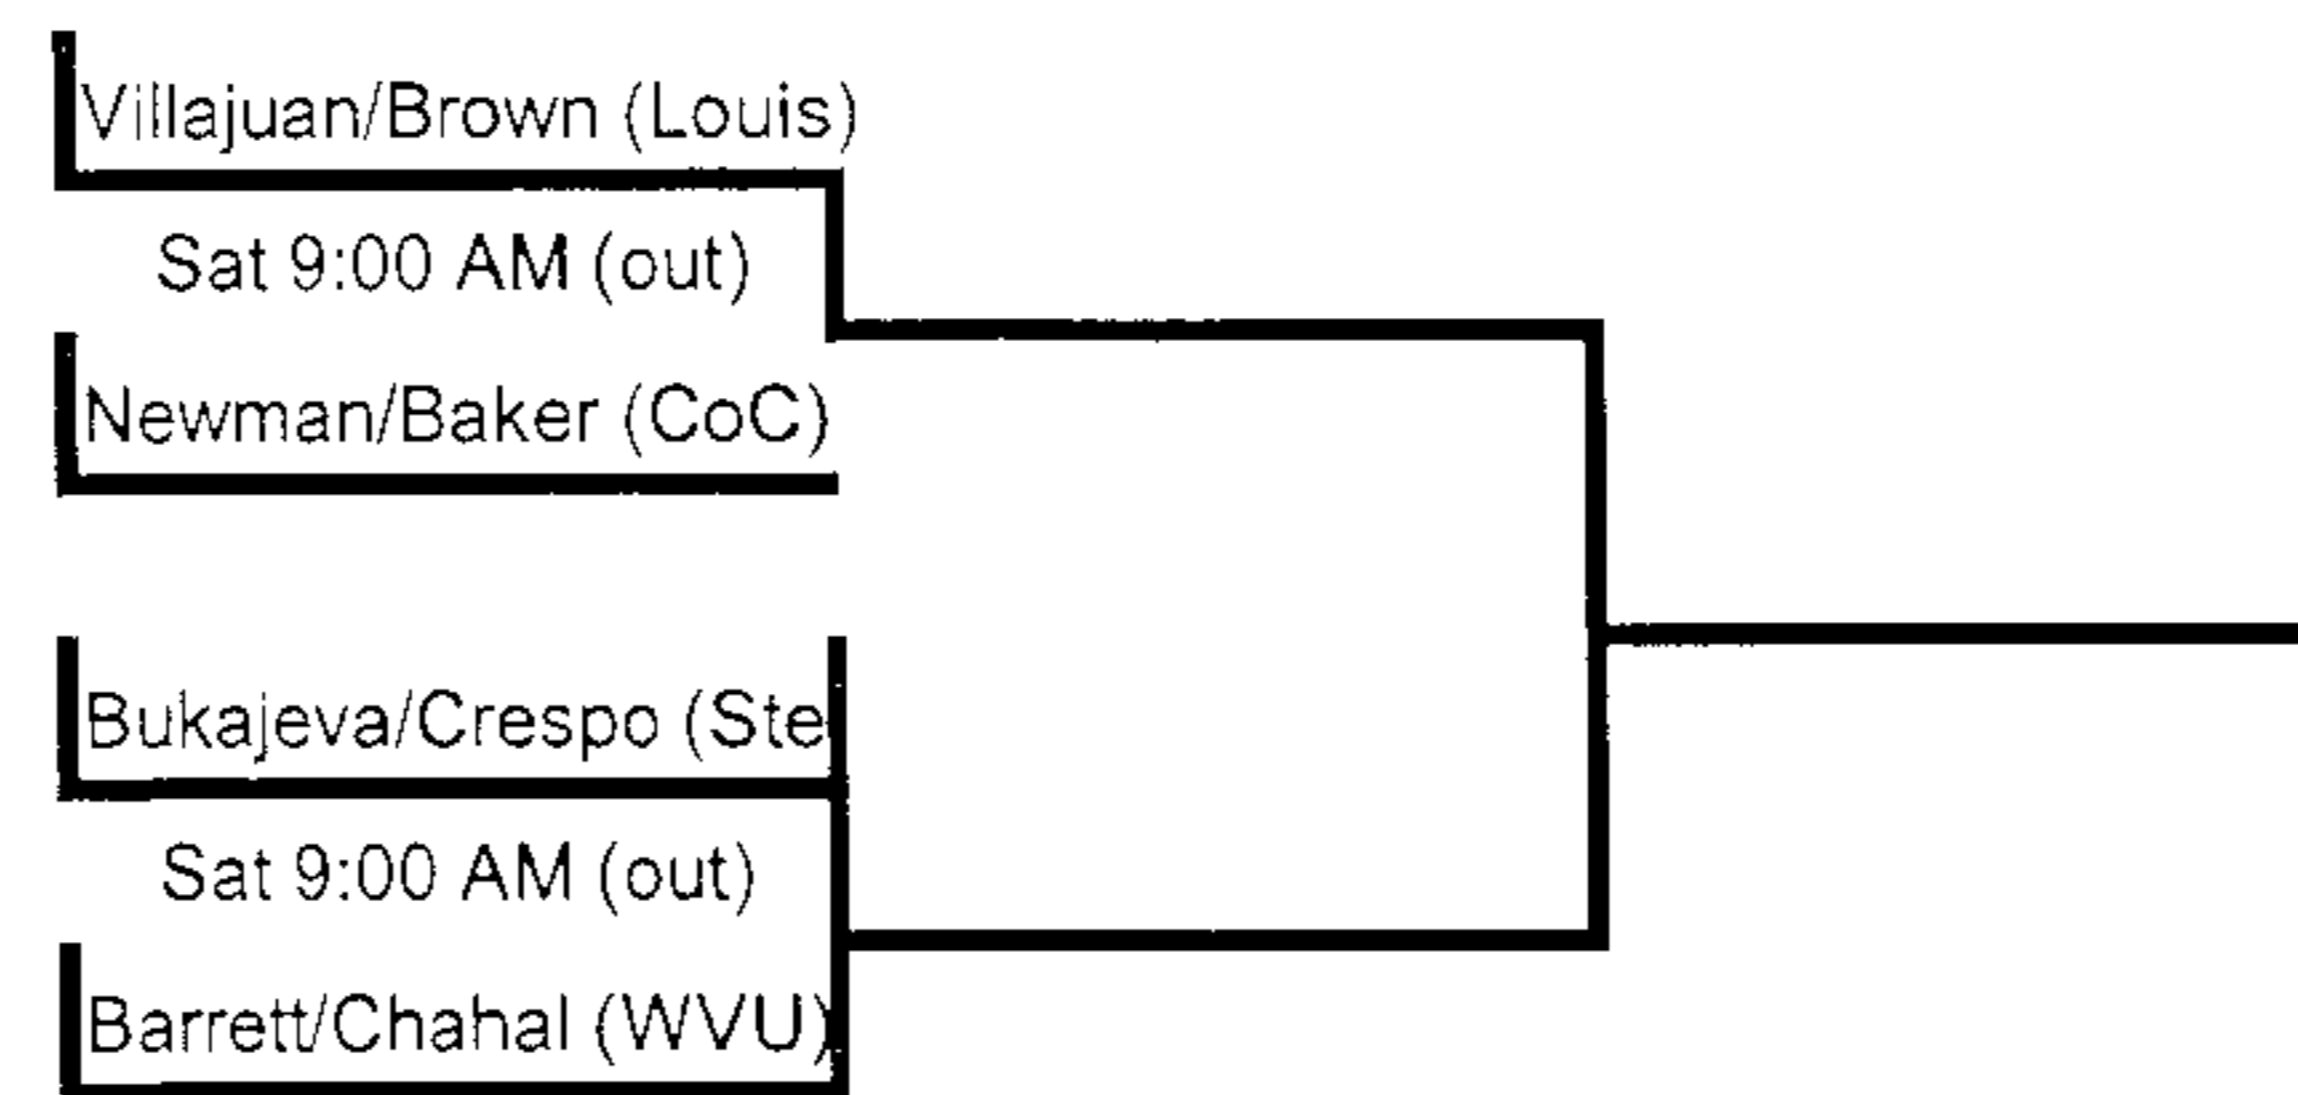 Villajuan/Brown (Louis)
Sat 9:00 AM (out)
Newman/Baker (CoC)
Bukajeva/Crespo (Ste
Sat 9:00 AM (out)
Barrett/Chahal (WVU)